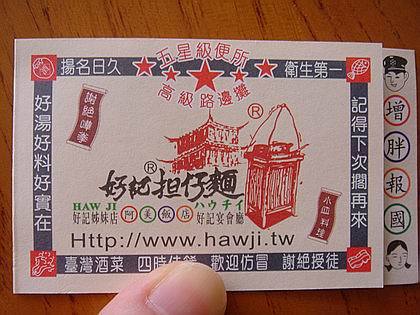 五星級便所
揚名日久
衛生第一
高級路邊攤
謝絕嘩拳
好湯好料好實在
記得下次擱再來
增胖報國
®
®
好記担仔麵
小皿料理
HAW JI
ハウチイ
好記姊妹店
阿美飯店
好記宴會廳
Http://www.hawji.tw
臺灣酒菜 四時佳餚 歡迎仿冒 謝絕授徒